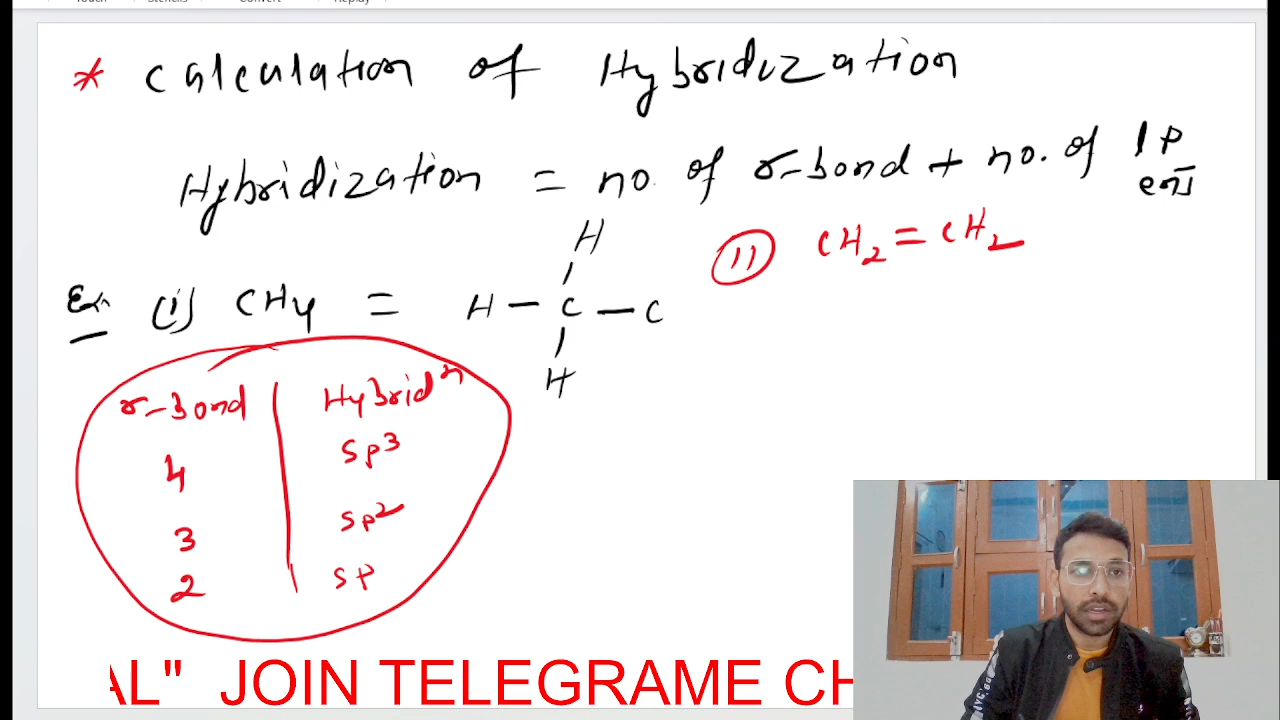 * Calculation of Hybridization
Hybridization = no. of σ-bond + no. of lp
en⁻s
Ex (i) CH4 =
H
H - C - C
H
(ii) CH2 = CH2
σ-bond | Hybridn
4 sp3
3 sp2
2 sp
AL" JOIN TELEGRAME CH